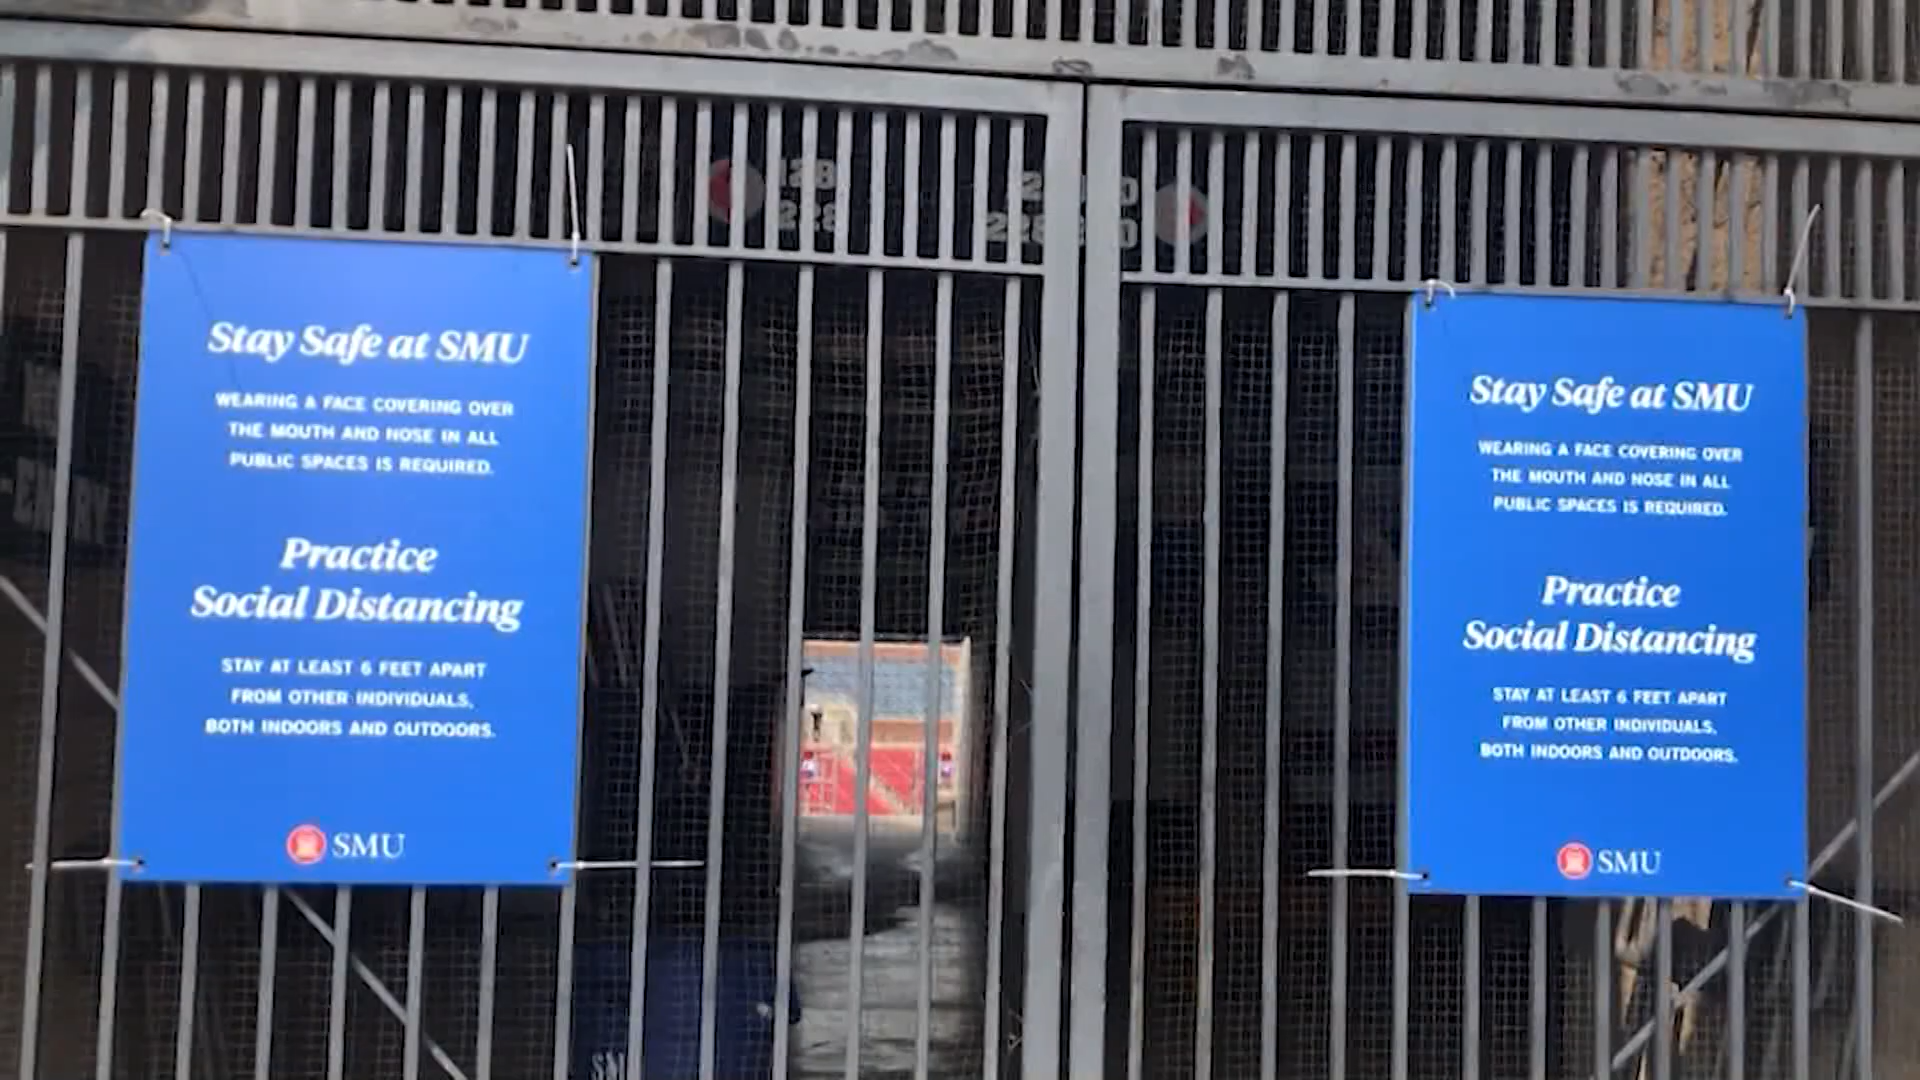 128
228
Stay Safe at SMU
WEARING A FACE COVERING OVER
THE MOUTH AND NOSE IN ALL
PUBLIC SPACES IS REQUIRED.
Practice
Social Distancing
STAY AT LEAST 6 FEET APART
FROM OTHER INDIVIDUALS,
BOTH INDOORS AND OUTDOORS.
SMU
Stay Safe at SMU
WEARING A FACE COVERING OVER
THE MOUTH AND NOSE IN ALL
PUBLIC SPACES IS REQUIRED.
Practice
Social Distancing
STAY AT LEAST 6 FEET APART
FROM OTHER INDIVIDUALS,
BOTH INDOORS AND OUTDOORS.
SMU